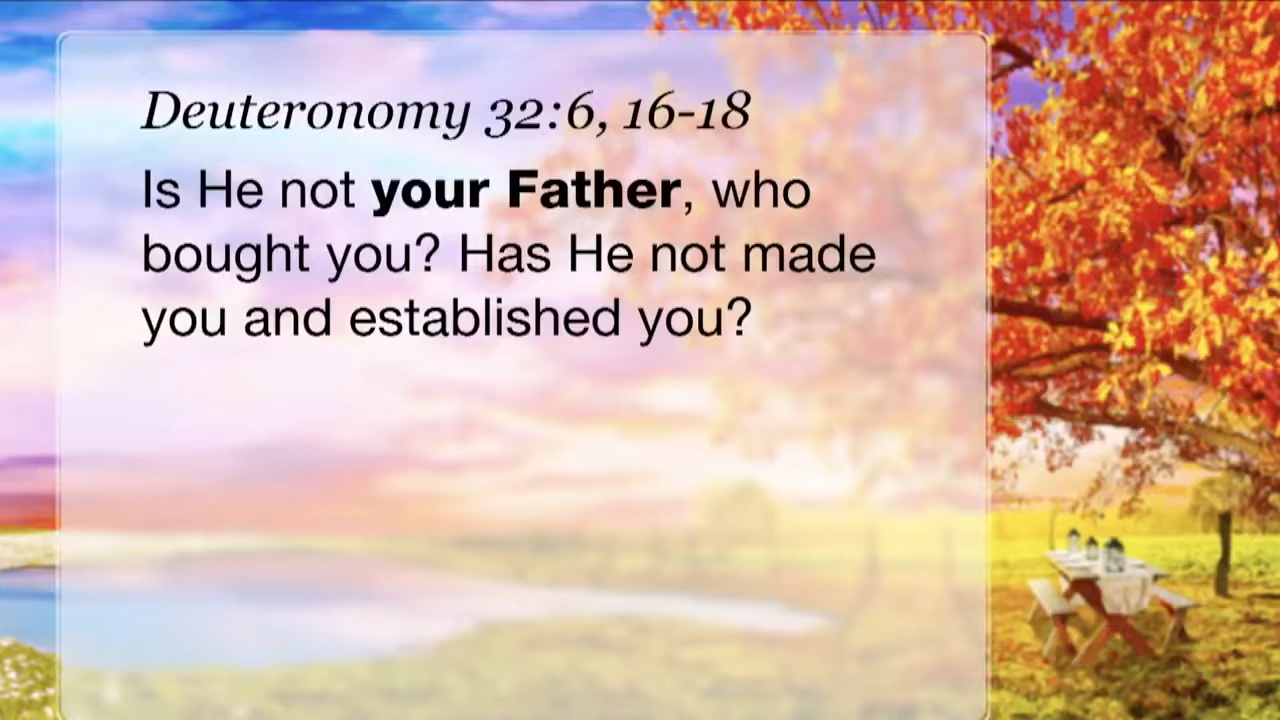 Deuteronomy 32:6, 16-18
Is He not your Father, who
bought you? Has He not made
you and established you?